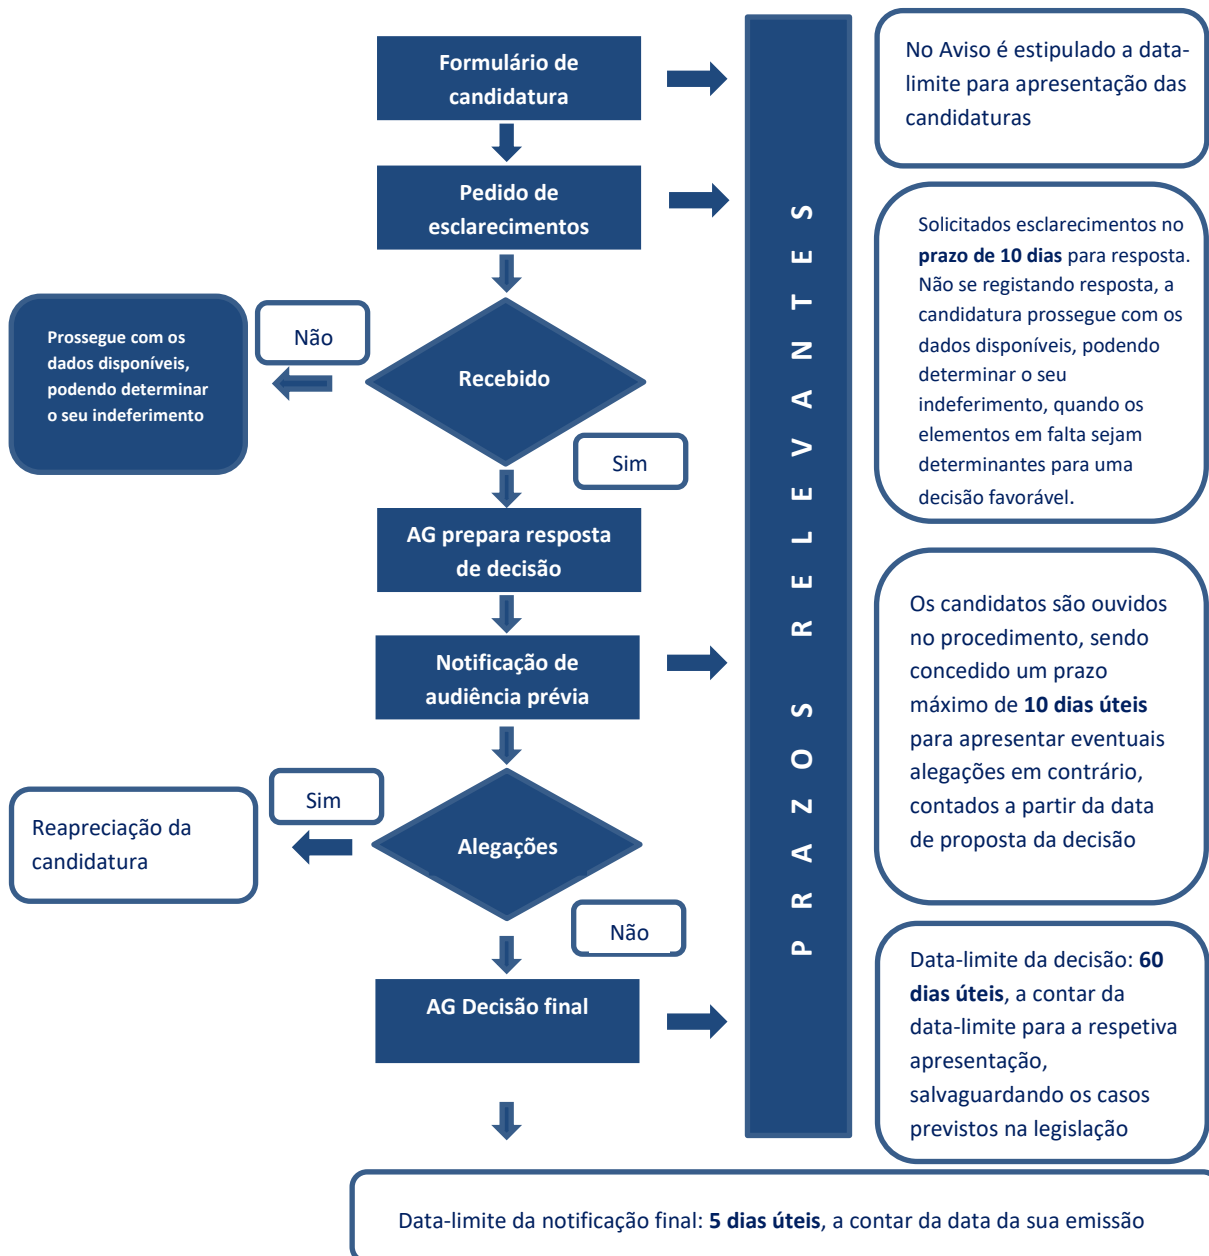 Formulário de
candidatura
No Aviso é estipulado a data-
limite para apresentação das
candidaturas
Pedido de
esclarecimentos
Solicitados esclarecimentos no
prazo de 10 dias para resposta.
Não se registando resposta, a
candidatura prossegue com os
dados disponíveis, podendo
determinar o seu
indeferimento, quando os
elementos em falta sejam
determinantes para uma
decisão favorável.
Não
Prossegue com os
dados disponíveis,
podendo determinar
o seu indeferimento
Recebido
Sim
AG prepara resposta
de decisão
Notificação de
audiência prévia
Os candidatos são ouvidos
no procedimento, sendo
concedido um prazo
máximo de 10 dias úteis
para apresentar eventuais
alegações em contrário,
contados a partir da data
de proposta da decisão
Sim
Reapreciação da
candidatura
Alegações
Não
AG Decisão final
Data-limite da decisão: 60
dias úteis, a contar da
data-limite para a respetiva
apresentação,
salvaguardando os casos
previstos na legislação
PRAZOS RELEVANTES
Data-limite da notificação final: 5 dias úteis, a contar da data da sua emissão